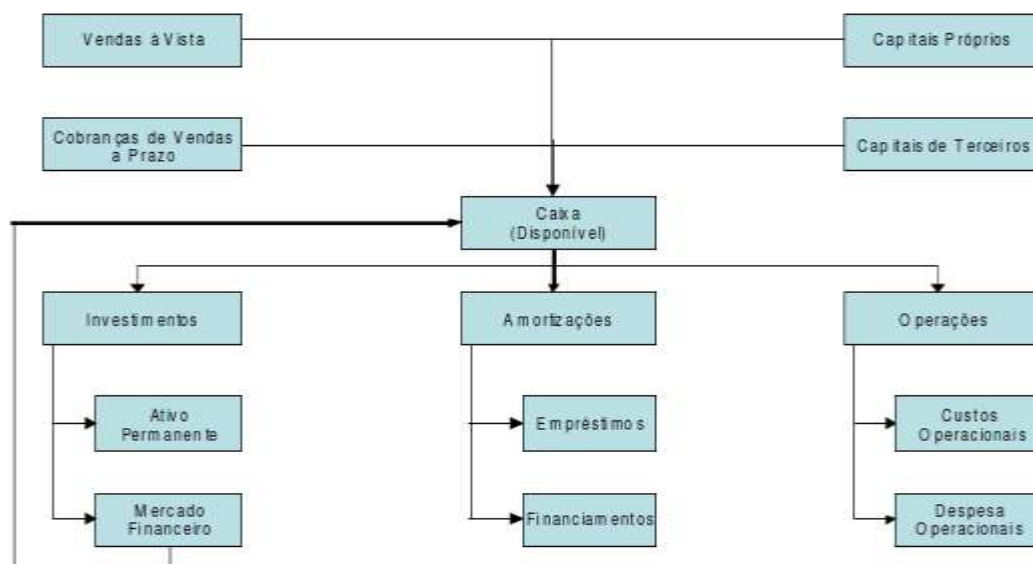 Vendas à Vista
Capitais Próprios
Cobranças de Vendas
a Prazo
Capitais de Terceiros
Caixa
(Disponível)
Investimentos
Amortizações
Operações
Ativo
Permanente
Empréstimos
Custos
Operacionais
Mercado
Financeiro
Financiamentos
Despesa
Operacionais